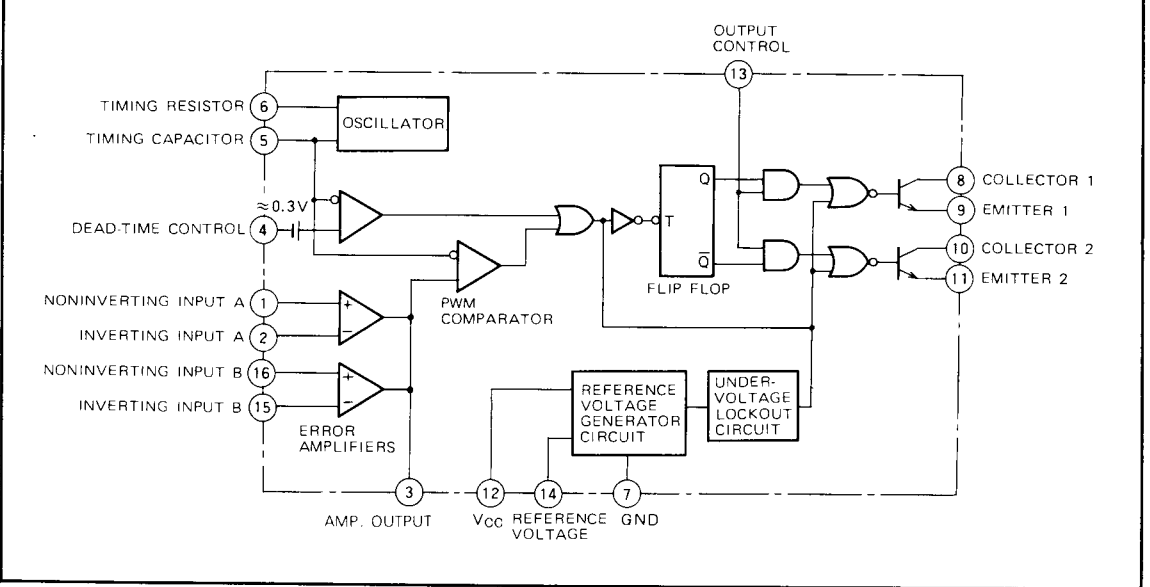 OUTPUT
CONTROL
13
TIMING RESISTOR 6
OSCILLATOR
TIMING CAPACITOR 5
≈0.3V
DEAD-TIME CONTROL 4
Q
T
Q̅
FLIP FLOP
8 COLLECTOR 1
9 EMITTER 1
10 COLLECTOR 2
11 EMITTER 2
PWM
COMPARATOR
NONINVERTING INPUT A 1
+
INVERTING INPUT A 2
−
NONINVERTING INPUT B 16
+
INVERTING INPUT B 15
−
ERROR
AMPLIFIERS
REFERENCE
VOLTAGE
GENERATOR
CIRCUIT
UNDER-
VOLTAGE
LOCKOUT
CIRCUIT
3
AMP. OUTPUT
12
VCC
14
REFERENCE
VOLTAGE
7
GND